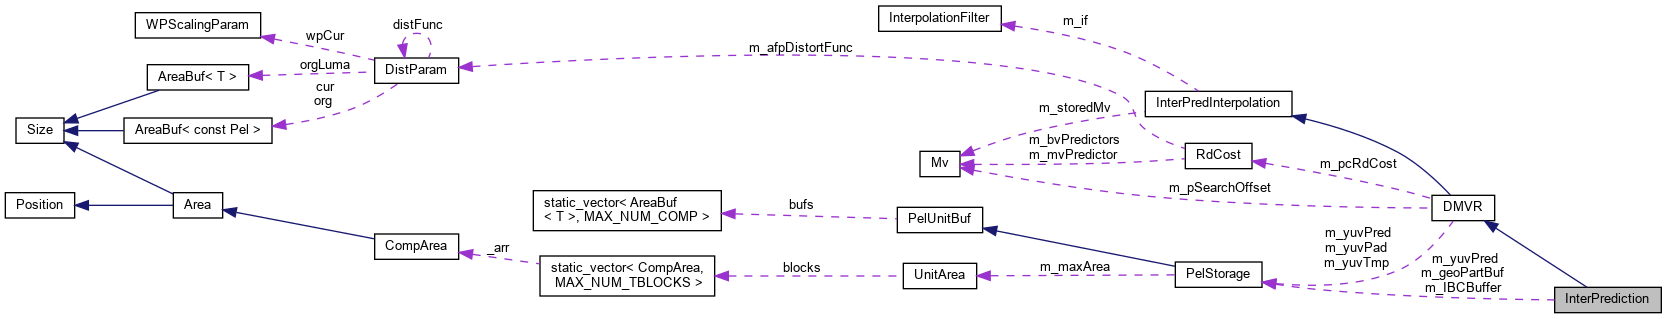 InterpolationFilter
WPScalingParam
distFunc
m_if
wpCur
m_afpDistortFunc
orgLuma
DistParam
AreaBuf< T >
cur
org
m_storedMv
InterPredInterpolation
Size
AreaBuf< const Pel >
m_bvPredictors
m_mvPredictor
RdCost
Mv
m_pcRdCost
m_pSearchOffset
Position
Area
static_vector< AreaBuf
< T >, MAX_NUM_COMP >
bufs
PelUnitBuf
DMVR
CompArea
_arr
static_vector< CompArea,
MAX_NUM_TBLOCKS >
blocks
UnitArea
m_maxArea
PelStorage
m_yuvPred
m_yuvPad
m_yuvTmp
m_yuvPred
m_geoPartBuf
m_IBCBuffer
InterPrediction